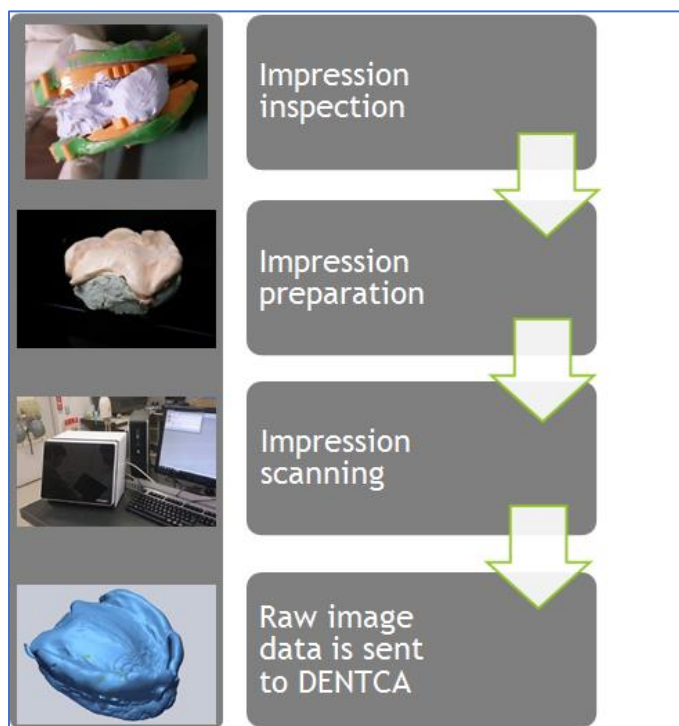 Impression
inspection
Impression
preparation
Impression
scanning
Raw image
data is sent
to DENTCA